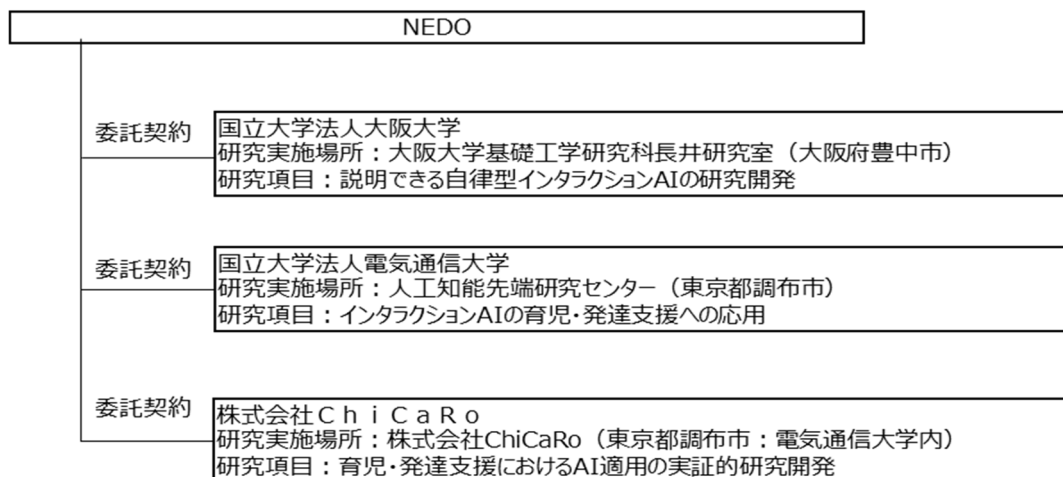 NEDO
委託契約
国立大学法人大阪大学
研究実施場所：大阪大学基礎工学研究科長井研究室（大阪府豊中市）
研究項目：説明できる自律型インタラクションAIの研究開発
委託契約
国立大学法人電気通信大学
研究実施場所：人工知能先端研究センター（東京都調布市）
研究項目：インタラクションAIの育児・発達支援への応用
委託契約
株式会社ＣｈｉＣａＲｏ
研究実施場所：株式会社ChiCaRo（東京都調布市：電気通信大学内）
研究項目：育児・発達支援におけるAI適用の実証的研究開発